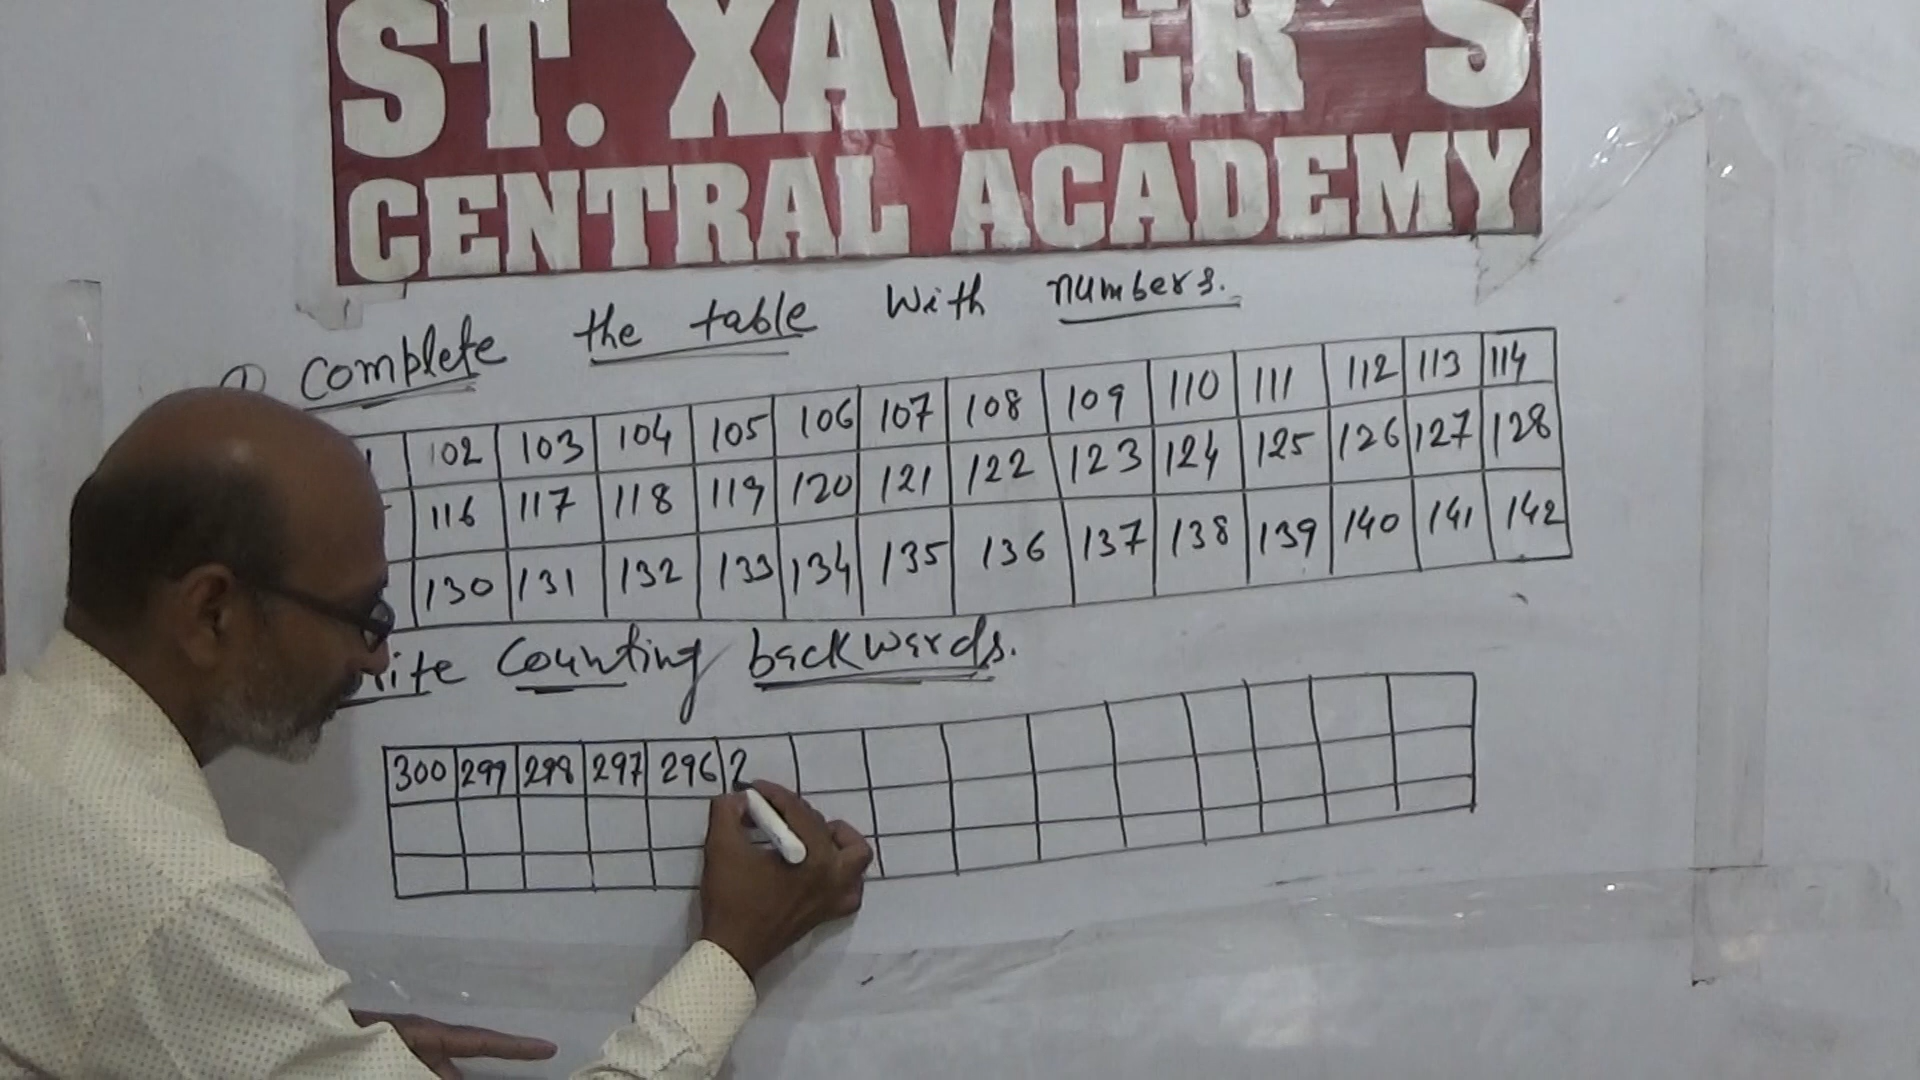 ST. XAVIER'S
CENTRAL ACADEMY
Complete the table with numbers.
102 103 104 105 106 107 108 109 110 111 112 113 114
116 117 118 119 120 121 122 123 124 125 126 127 128
130 131 132 133 134 135 136 137 138 139 140 141 142
rite counting backwards.
300 299 298 297 296 2